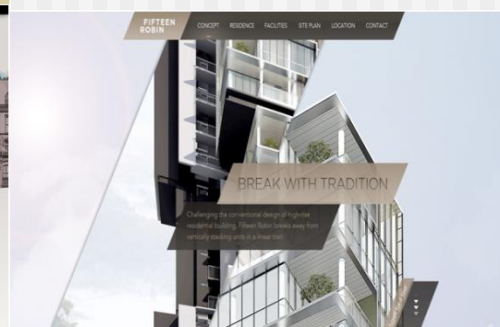 FIFTEEN
ROBIN
CONCEPT RESIDENCE FACILITIES SITE PLAN LOCATION CONTACT
BREAK WITH TRADITION
Challenging the conventional design of high-rise
residential building, Fifteen Robin breaks away from
vertically stacking units in a linear train.